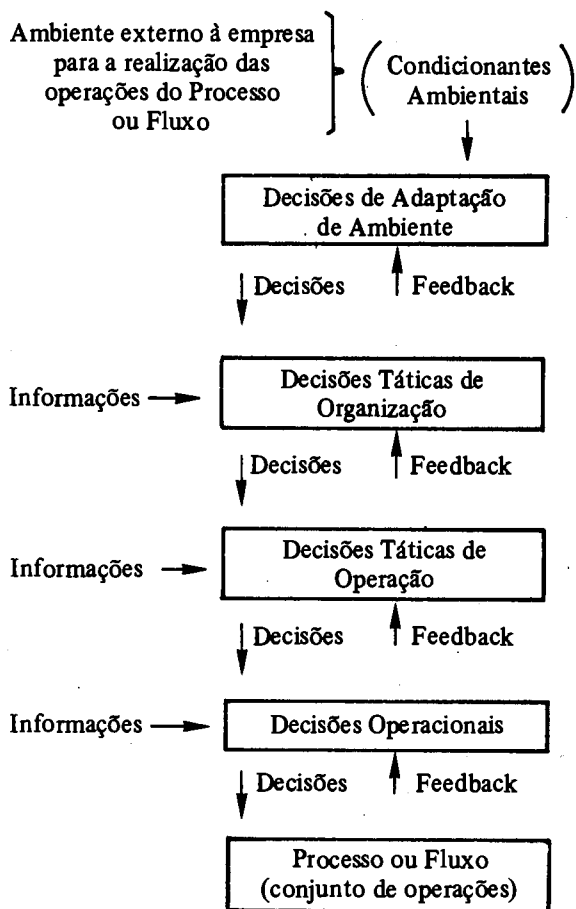 Ambiente externo à empresa
para a realização das
operações do Processo
ou Fluxo
(Condicionantes
Ambientais)
Decisões de Adaptação
de Ambiente
Decisões Feedback
Informações
Decisões Táticas de
Organização
Decisões Feedback
Informações
Decisões Táticas de
Operação
Decisões Feedback
Informações
Decisões Operacionais
Decisões Feedback
Processo ou Fluxo
(conjunto de operações)